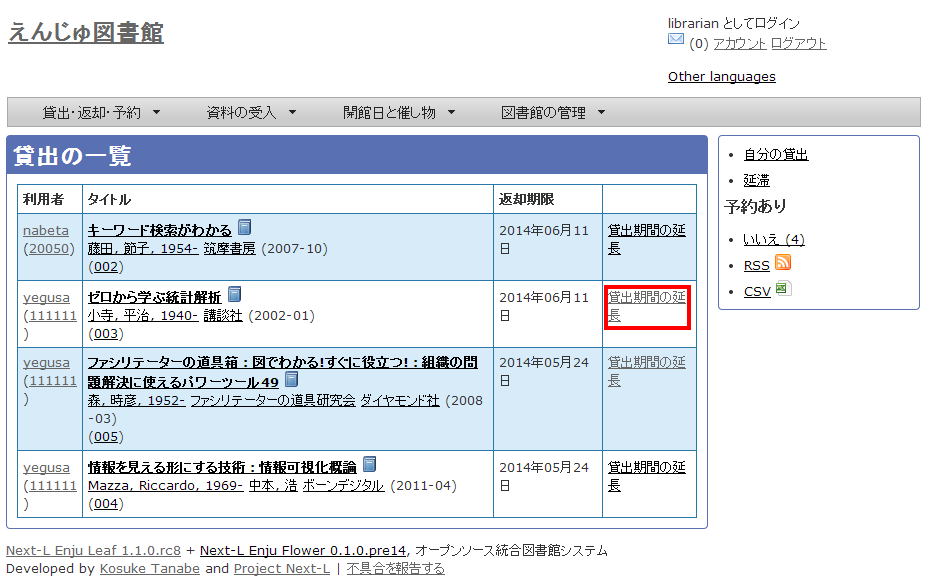 えんじゅ図書館
librarian としてログイン
(0) アカウント ログアウト
Other languages
貸出・返却・予約 資料の受入 開館日と催し物 図書館の管理
貸出の一覧
利用者 タイトル 返却期限
nabeta
(20050)
キーワード検索がわかる
藤田, 節子, 1954- 筑摩書房 (2007-10)
(002)
2014年06月11
日
貸出期間の延
長
yegusa
(111111
)
ゼロから学ぶ統計解析
小寺, 平治, 1940- 講談社 (2002-01)
(003)
2014年06月11
日
貸出期間の延
長
yegusa
(111111
)
ファシリテーターの道具箱 : 図でわかる!すぐに役立つ! : 組織の問
題解決に使えるパワーツール49
森, 時彦, 1952- ファシリテーターの道具研究会 ダイヤモンド社 (2008
-03)
(005)
2014年05月24
日
貸出期間の延
長
yegusa
(111111
)
情報を見える形にする技術 : 情報可視化概論
Mazza, Riccardo, 1969- 中本, 浩 ボーンデジタル (2011-04)
(004)
2014年05月24
日
貸出期間の延
長
自分の貸出
延滞
予約あり
いいえ (4)
RSS
CSV
Next-L Enju Leaf 1.1.0.rc8 + Next-L Enju Flower 0.1.0.pre14, オープンソース統合図書館システム
Developed by Kosuke Tanabe and Project Next-L | 不具合を報告する